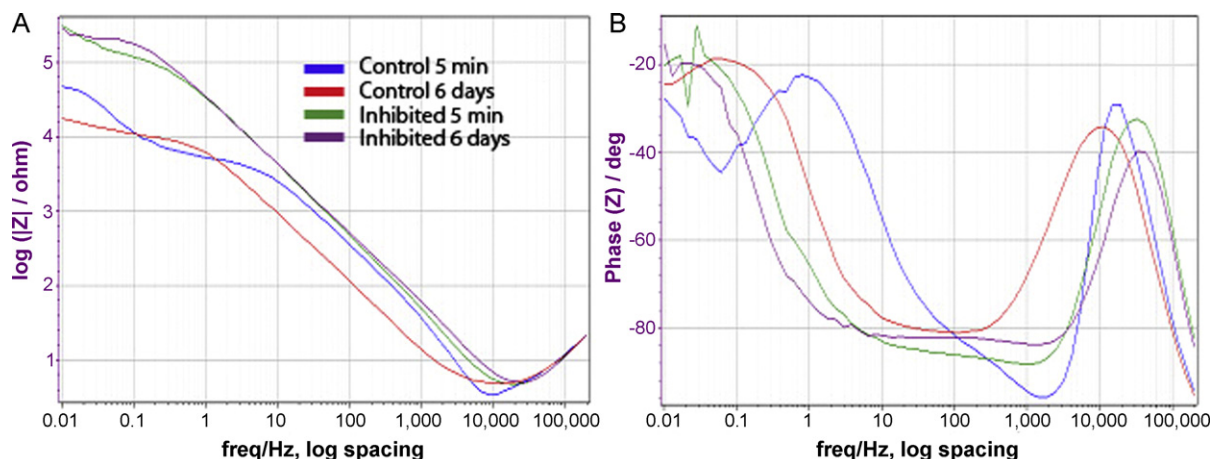 A
log (|Z| / ohm)
5
4
3
2
1
Control 5 min
Control 6 days
Inhibited 5 min
Inhibited 6 days
0.01
0.1
1
10
100
1,000
10,000
100,000
freq/Hz, log spacing
B
Phase (Z) / deg
-20
-40
-60
-80
0.01
0.1
1
10
100
1,000
10,000
100,000
freq/Hz, log spacing